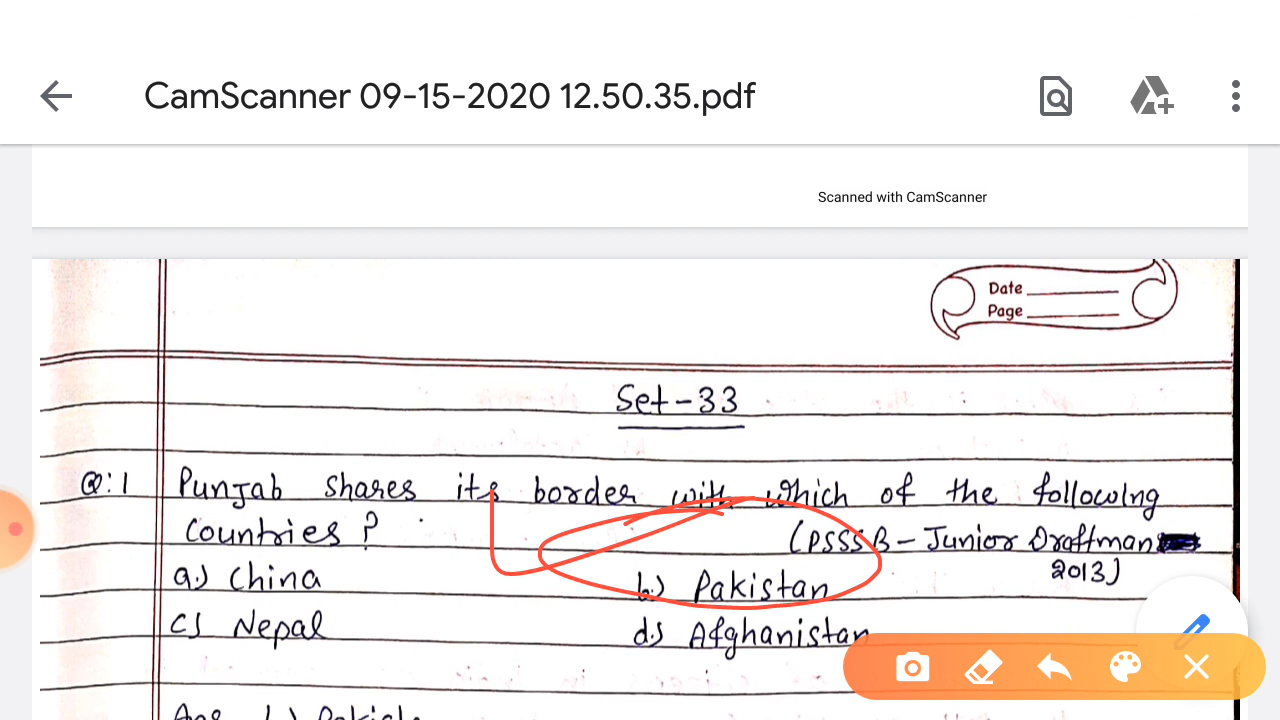 CamScanner 09-15-2020 12.50.35.pdf
Scanned with CamScanner
Date
Page
Set-33
Q:1 Punjab shares its border with which of the following
Countries ? (PSSSB - Junior Draftman
2013)
a.) China b.) Pakistan
c) Nepal d.) Afghanistan
Ans